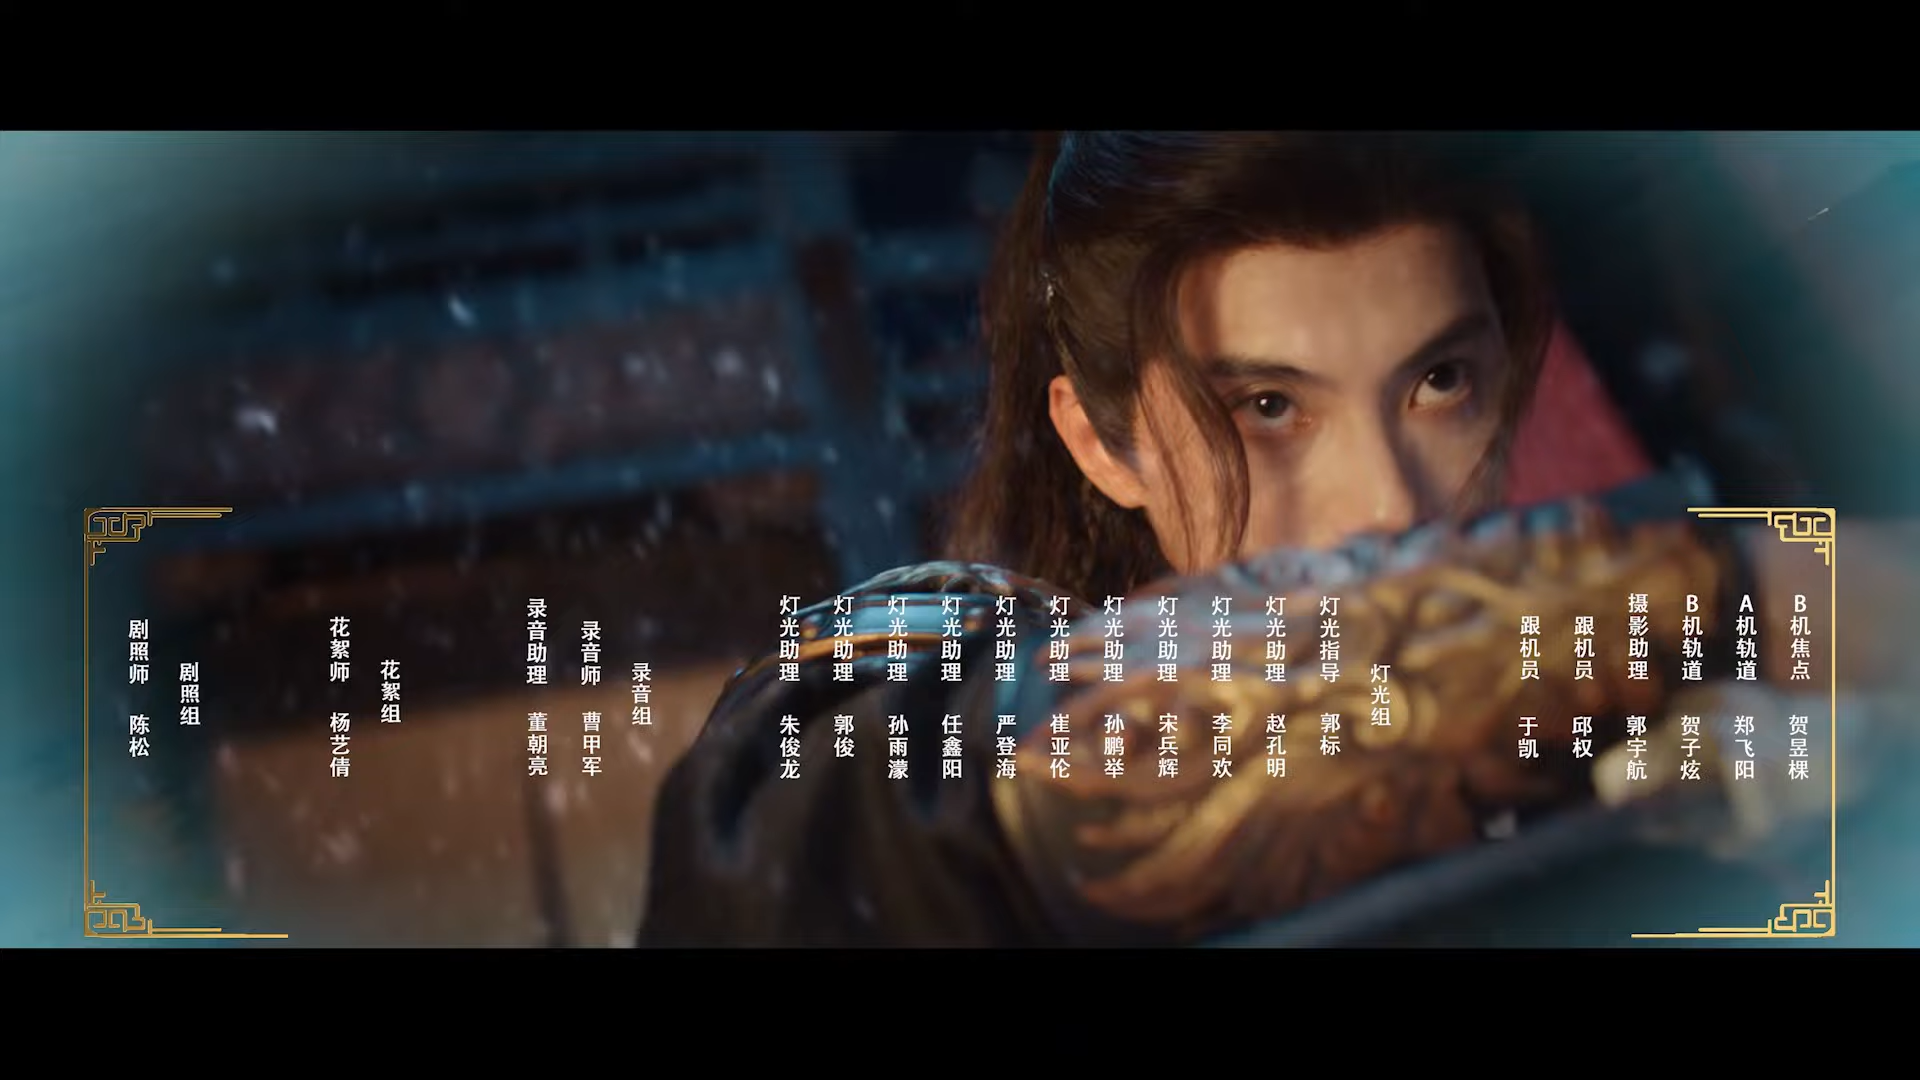 B机焦点 贺昱棵
A机轨道 郑飞阳
B机轨道 贺子炫
摄影助理 郭宇航
跟机员 邱权
跟机员 于凯
灯光组
灯光指导 郭标
灯光助理 赵孔明
灯光助理 李同欢
灯光助理 宋兵辉
灯光助理 孙鹏举
灯光助理 崔亚伦
灯光助理 严登海
灯光助理 任鑫阳
灯光助理 孙雨濛
灯光助理 郭俊
灯光助理 朱俊龙
录音组
录音师 曹甲军
录音助理 董朝亮
花絮组
花絮师 杨艺倩
剧照组
剧照师 陈松